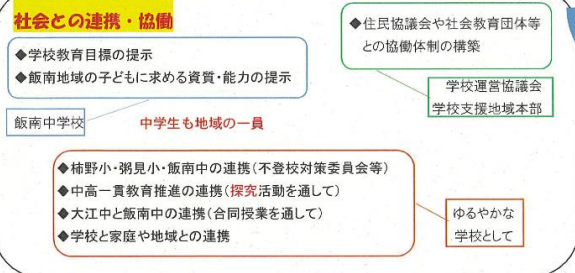 社会との連携・協働
◆学校教育目標の提示
◆飯南地域の子どもに求める資質・能力の提示
飯南中学校
中学生も地域の一員
◆住民協議会や社会教育団体等
との協働体制の構築
学校運営協議会
学校支援地域本部
◆柿野小・粥見小・飯南中の連携(不登校対策委員会等)
◆中高一貫教育推進の連携(探究活動を通して)
◆大江中と飯南中の連携(合同授業を通して)
◆学校と家庭や地域との連携
ゆるやかな
学校として